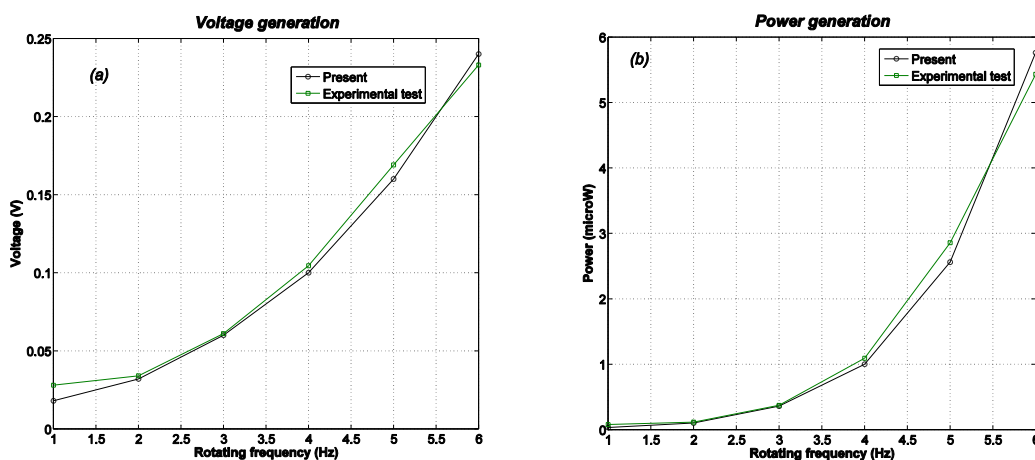 Voltage generation
(a)
Present
Experimental test
0.25
0.2
0.15
0.1
0.05
0
Voltage (V)
1 1.5 2 2.5 3 3.5 4 4.5 5 5.5 6
Rotating frequency (Hz)
Power generation
(b)
Present
Experimental test
6
5
4
3
2
1
0
Power (microW)
1 1.5 2 2.5 3 3.5 4 4.5 5 5.5 6
Rotating frequency (Hz)